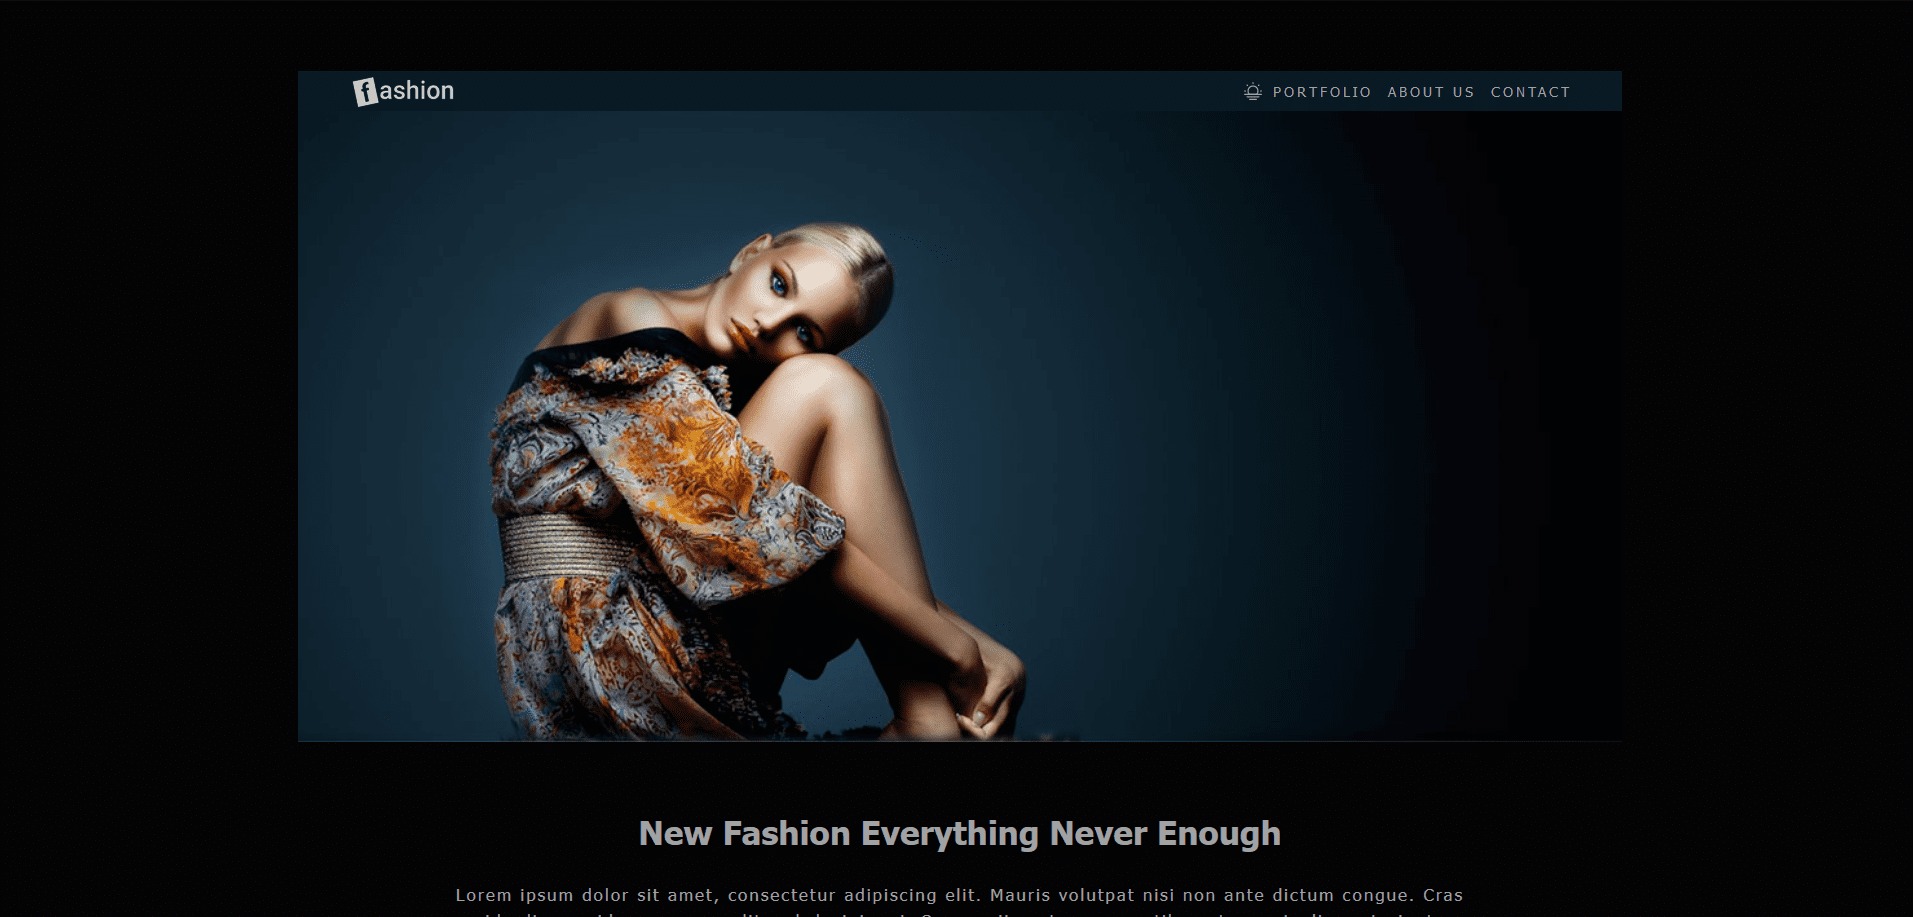 fashion
PORTFOLIO ABOUT US CONTACT
New Fashion Everything Never Enough
Lorem ipsum dolor sit amet, consectetur adipiscing elit. Mauris volutpat nisi non ante dictum congue. Cras